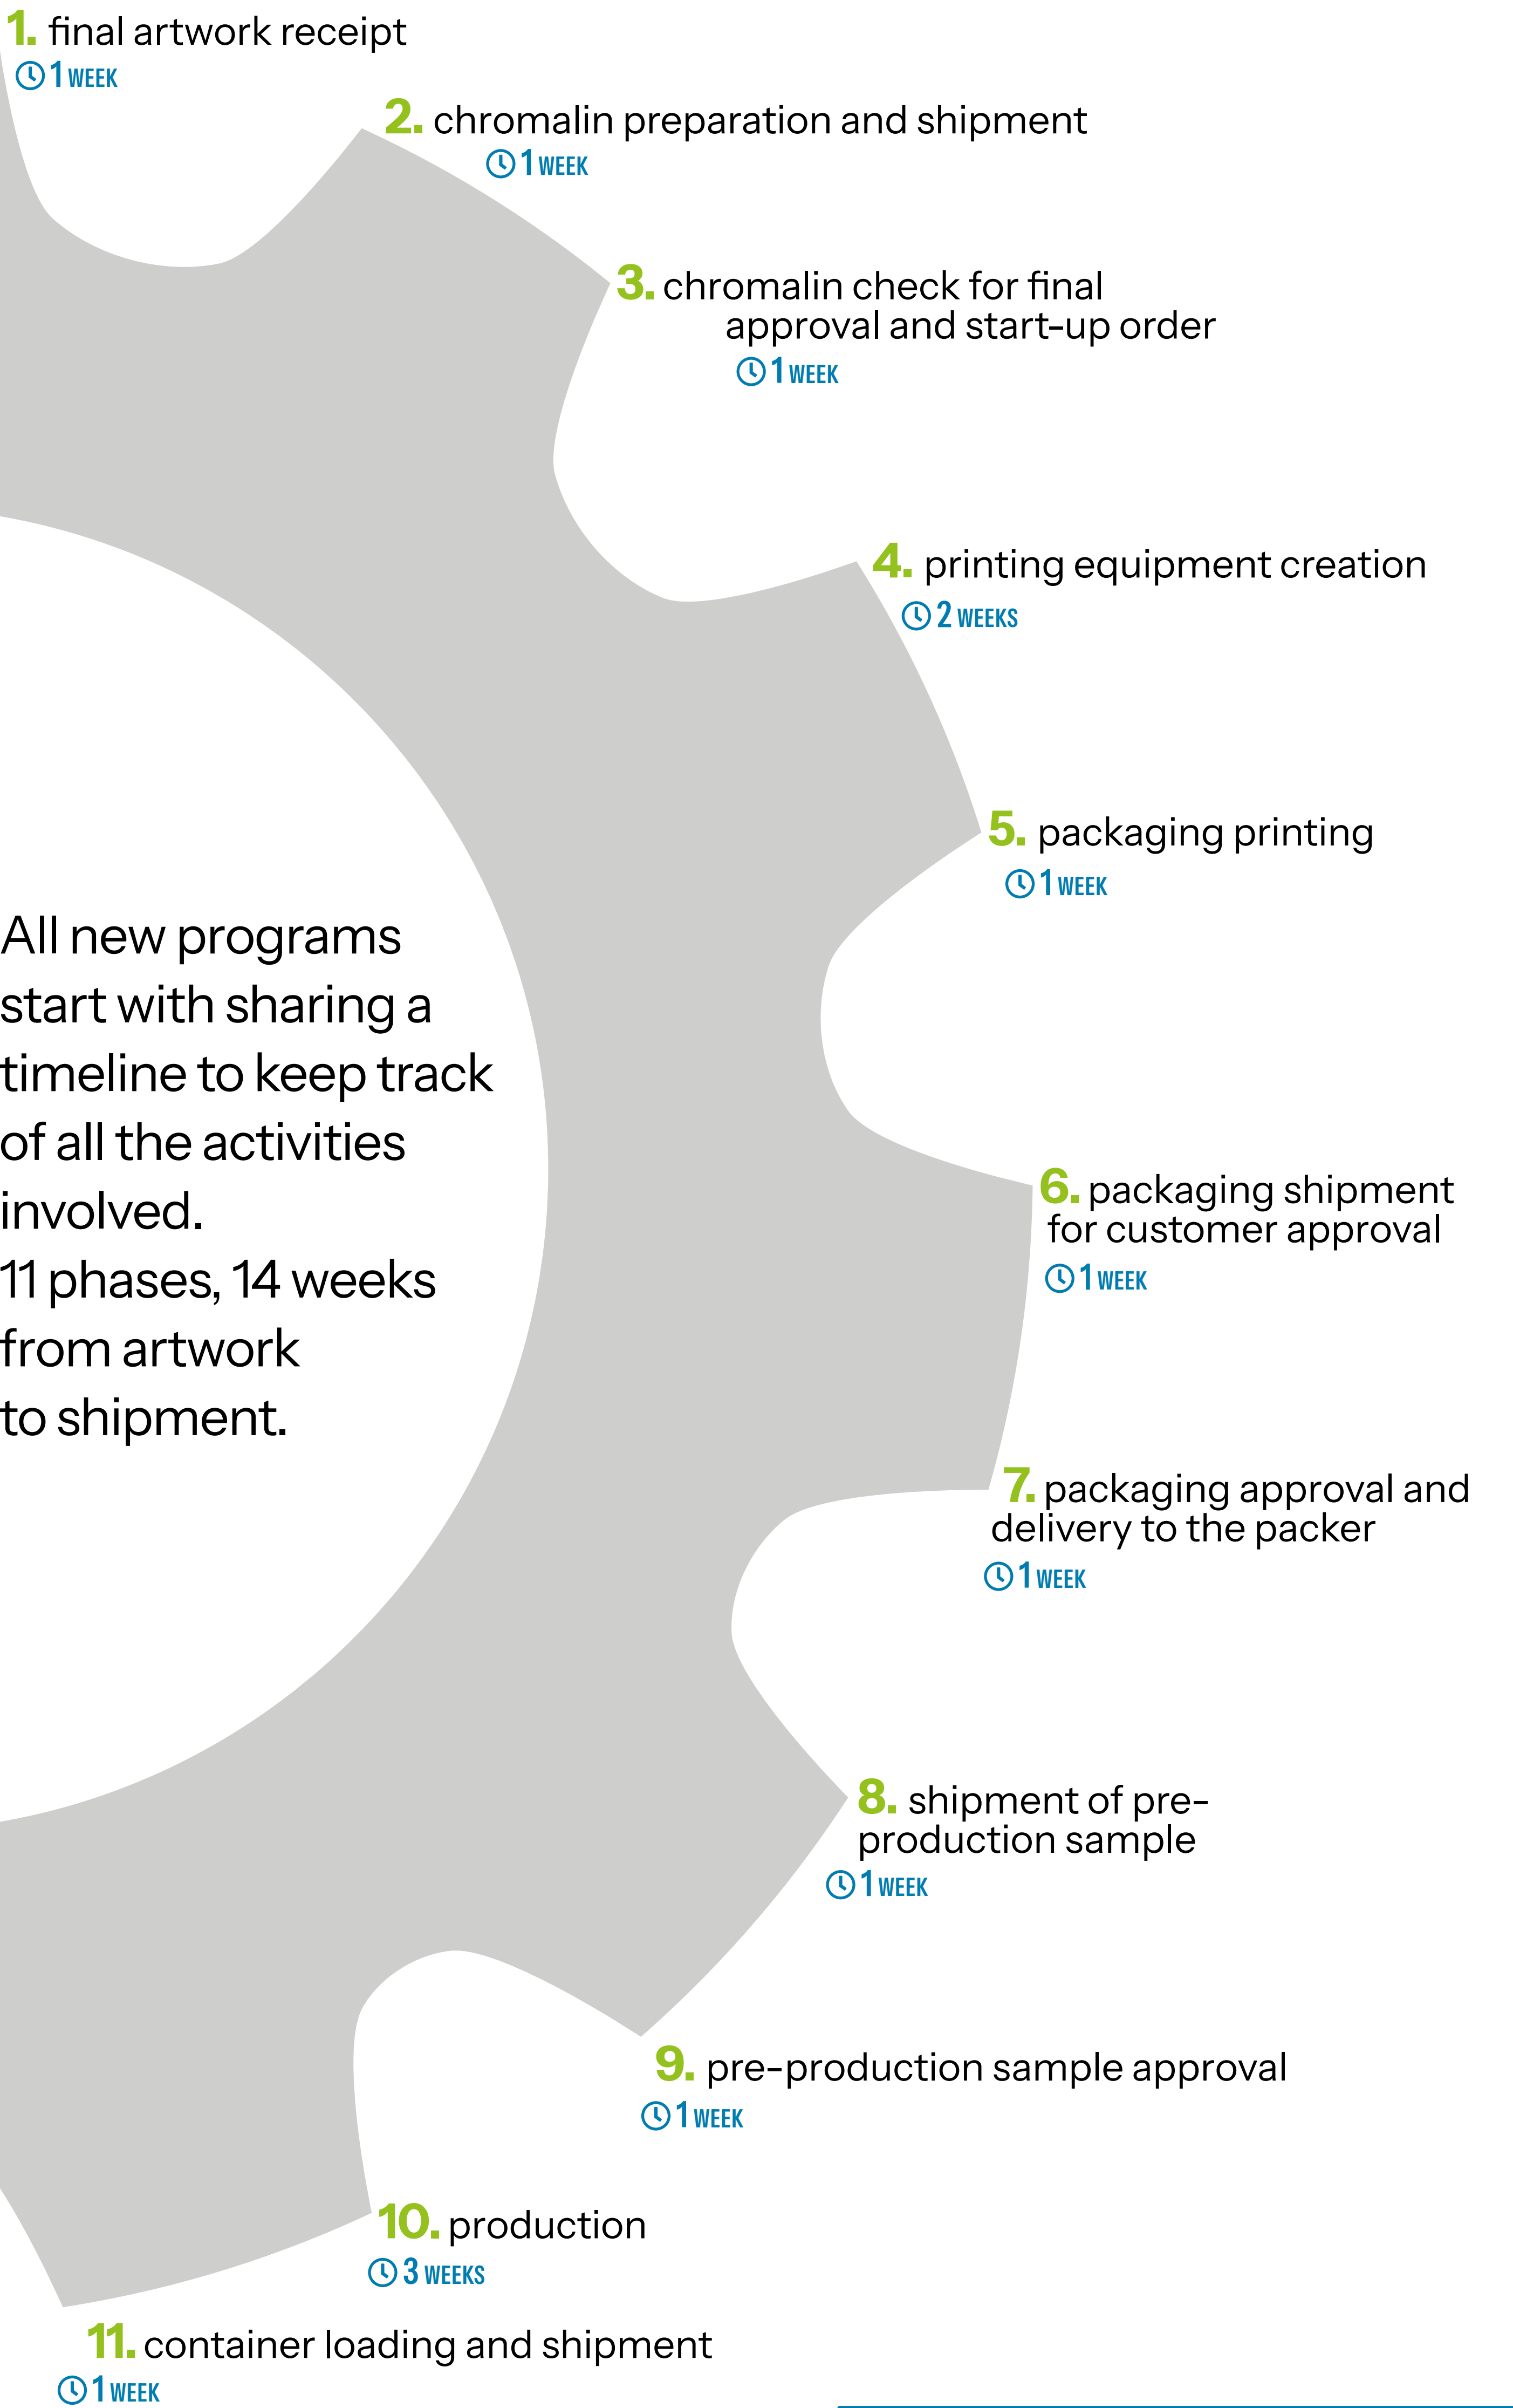 1. final artwork receipt
1 WEEK
2. chromalin preparation and shipment
1 WEEK
3. chromalin check for final
approval and start-up order
1 WEEK
4. printing equipment creation
2 WEEKS
5. packaging printing
1 WEEK
All new programs
start with sharing a
timeline to keep track
of all the activities
involved.
11 phases, 14 weeks
from artwork
to shipment.
6. packaging shipment
for customer approval
1 WEEK
7. packaging approval and
delivery to the packer
1 WEEK
8. shipment of pre-
production sample
1 WEEK
9. pre-production sample approval
1 WEEK
10. production
3 WEEKS
11. container loading and shipment
1 WEEK